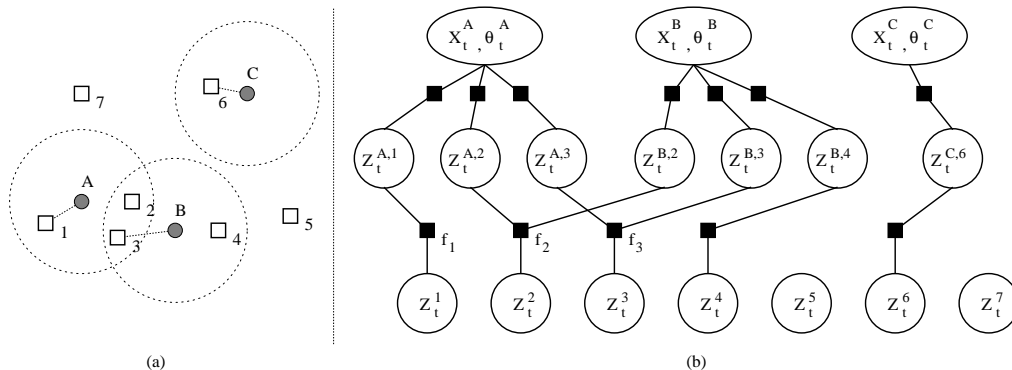 7
6
C
A
1
2
3
B
4
5
(a)
X_t^A, θ_t^A
X_t^B, θ_t^B
X_t^C, θ_t^C
Z_t^{A,1}
Z_t^{A,2}
Z_t^{A,3}
Z_t^{B,2}
Z_t^{B,3}
Z_t^{B,4}
Z_t^{C,6}
f_1
f_2
f_3
Z_t^1
Z_t^2
Z_t^3
Z_t^4
Z_t^5
Z_t^6
Z_t^7
(b)